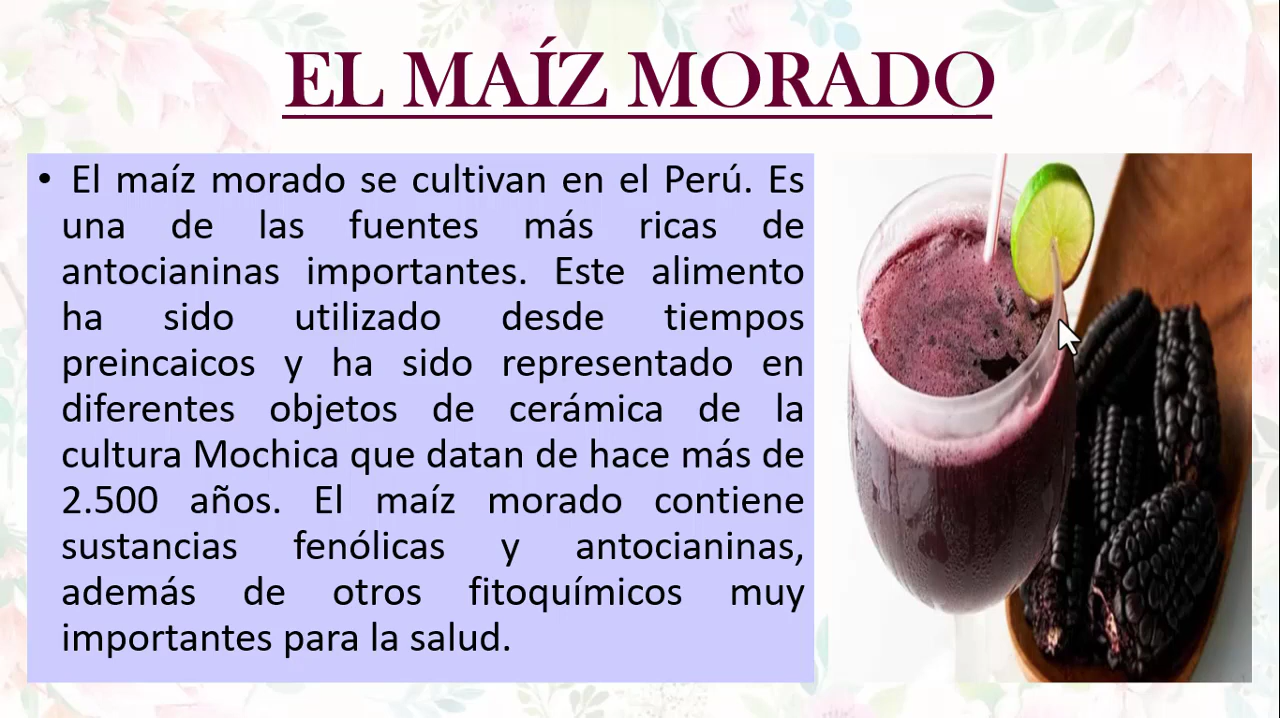 EL MAÍZ MORADO
• El maíz morado se cultivan en el Perú. Es
una de las fuentes más ricas de
antocianinas importantes. Este alimento
ha sido utilizado desde tiempos
preincaicos y ha sido representado en
diferentes objetos de cerámica de la
cultura Mochica que datan de hace más de
2.500 años. El maíz morado contiene
sustancias fenólicas y antocianinas,
además de otros fitoquímicos muy
importantes para la salud.